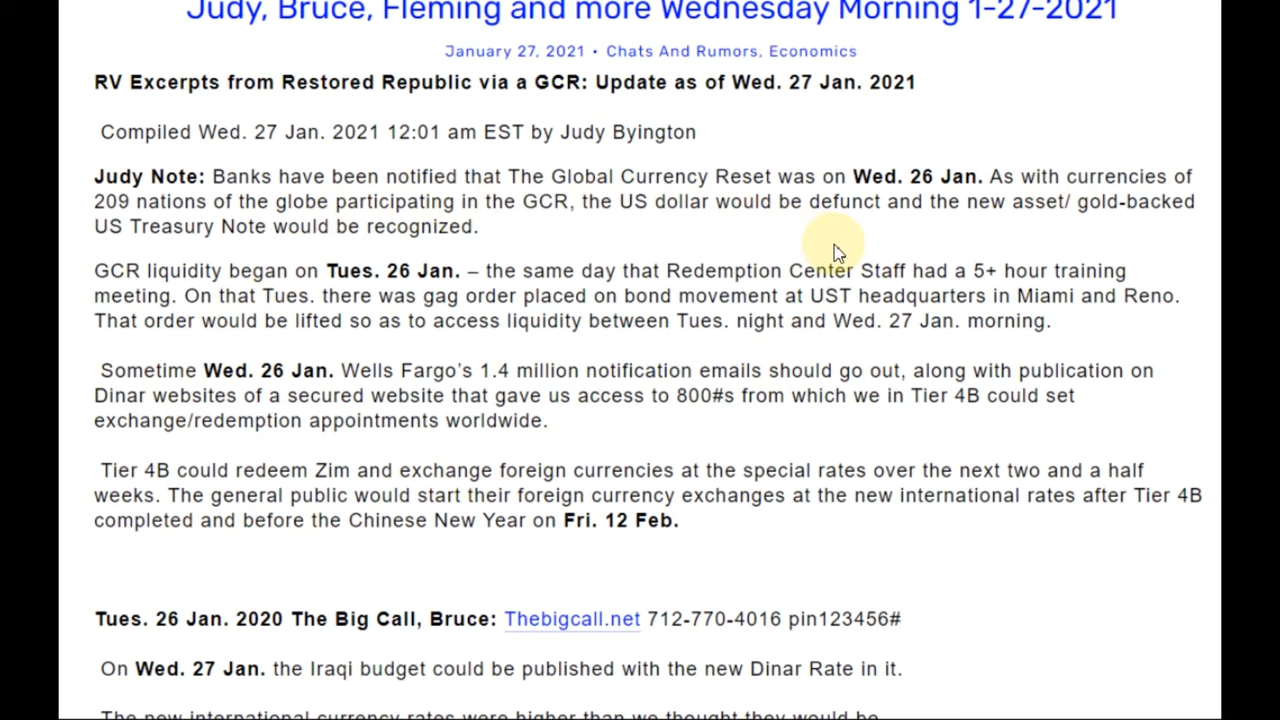 Judy, Bruce, Fleming and more Wednesday Morning 1-27-2021
January 27, 2021 • Chats And Rumors, Economics
RV Excerpts from Restored Republic via a GCR: Update as of Wed. 27 Jan. 2021
Compiled Wed. 27 Jan. 2021 12:01 am EST by Judy Byington
Judy Note: Banks have been notified that The Global Currency Reset was on Wed. 26 Jan. As with currencies of
209 nations of the globe participating in the GCR, the US dollar would be defunct and the new asset/ gold-backed
US Treasury Note would be recognized.
GCR liquidity began on Tues. 26 Jan. – the same day that Redemption Center Staff had a 5+ hour training
meeting. On that Tues. there was gag order placed on bond movement at UST headquarters in Miami and Reno.
That order would be lifted so as to access liquidity between Tues. night and Wed. 27 Jan. morning.
Sometime Wed. 26 Jan. Wells Fargo's 1.4 million notification emails should go out, along with publication on
Dinar websites of a secured website that gave us access to 800#s from which we in Tier 4B could set
exchange/redemption appointments worldwide.
Tier 4B could redeem Zim and exchange foreign currencies at the special rates over the next two and a half
weeks. The general public would start their foreign currency exchanges at the new international rates after Tier 4B
completed and before the Chinese New Year on Fri. 12 Feb.
Tues. 26 Jan. 2020 The Big Call, Bruce: Thebigcall.net 712-770-4016 pin123456#
On Wed. 27 Jan. the Iraqi budget could be published with the new Dinar Rate in it.
The new international currency rates were higher than we thought they would be